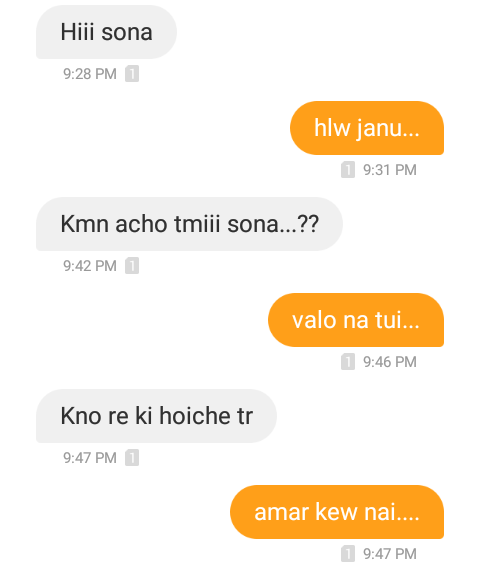 Hiii sona
9:28 PM 1
hlw janu...
1 9:31 PM
Kmn acho tmiii sona...??
9:42 PM 1
valo na tui...
1 9:46 PM
Kno re ki hoiche tr
9:47 PM 1
amar kew nai....
1 9:47 PM